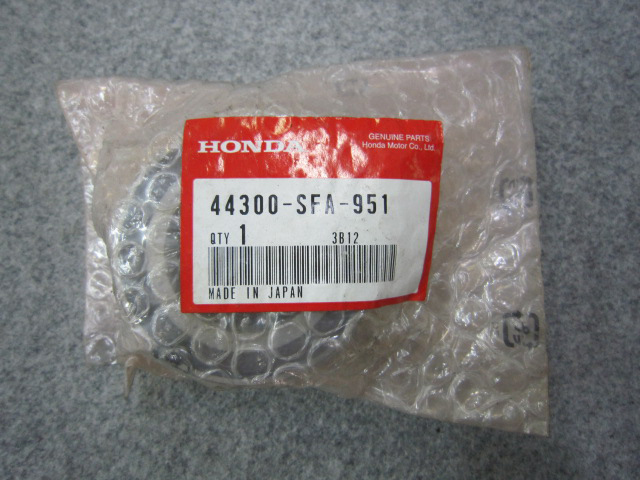 HONDA
GENUINE PARTS
Honda Motor Co., Ltd.
44300-SFA-951
QTY 1 3B12
MADE IN JAPAN